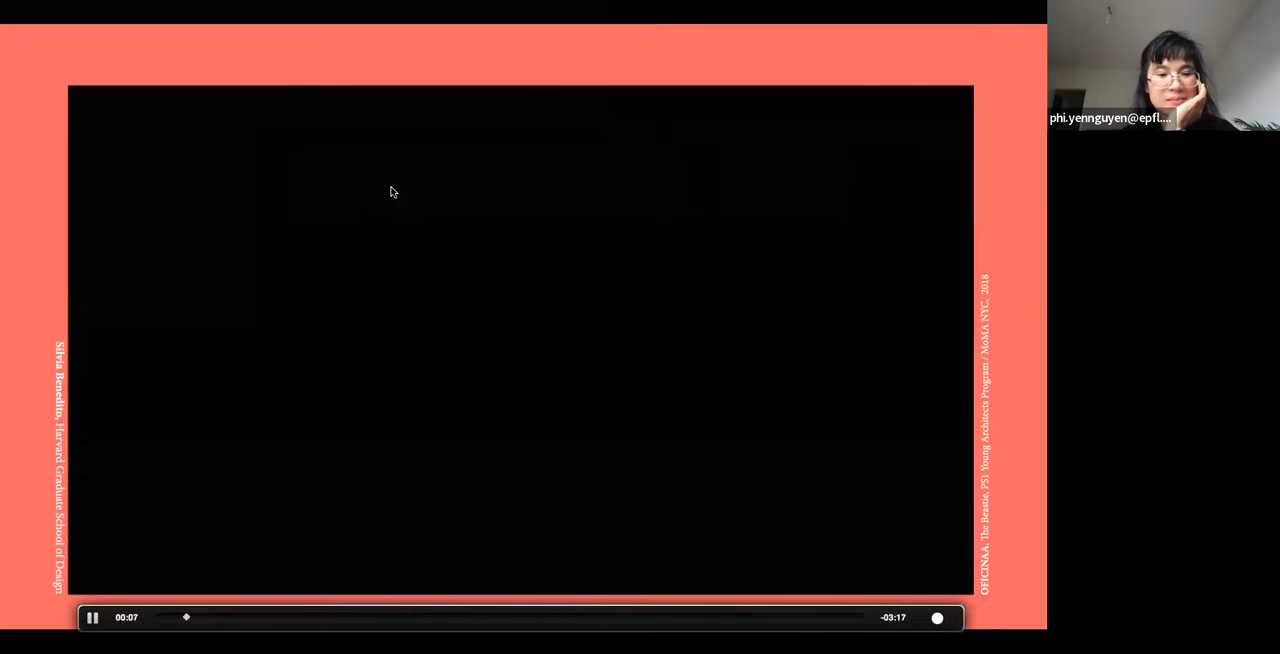 phi.yennguyen@epfl....
Silvia Benedito, Harvard Graduate School of Design
OFICINAA, The Beastie, PS1 Young Architects Program / MoMA NYC, 2018
00:07
-03:17